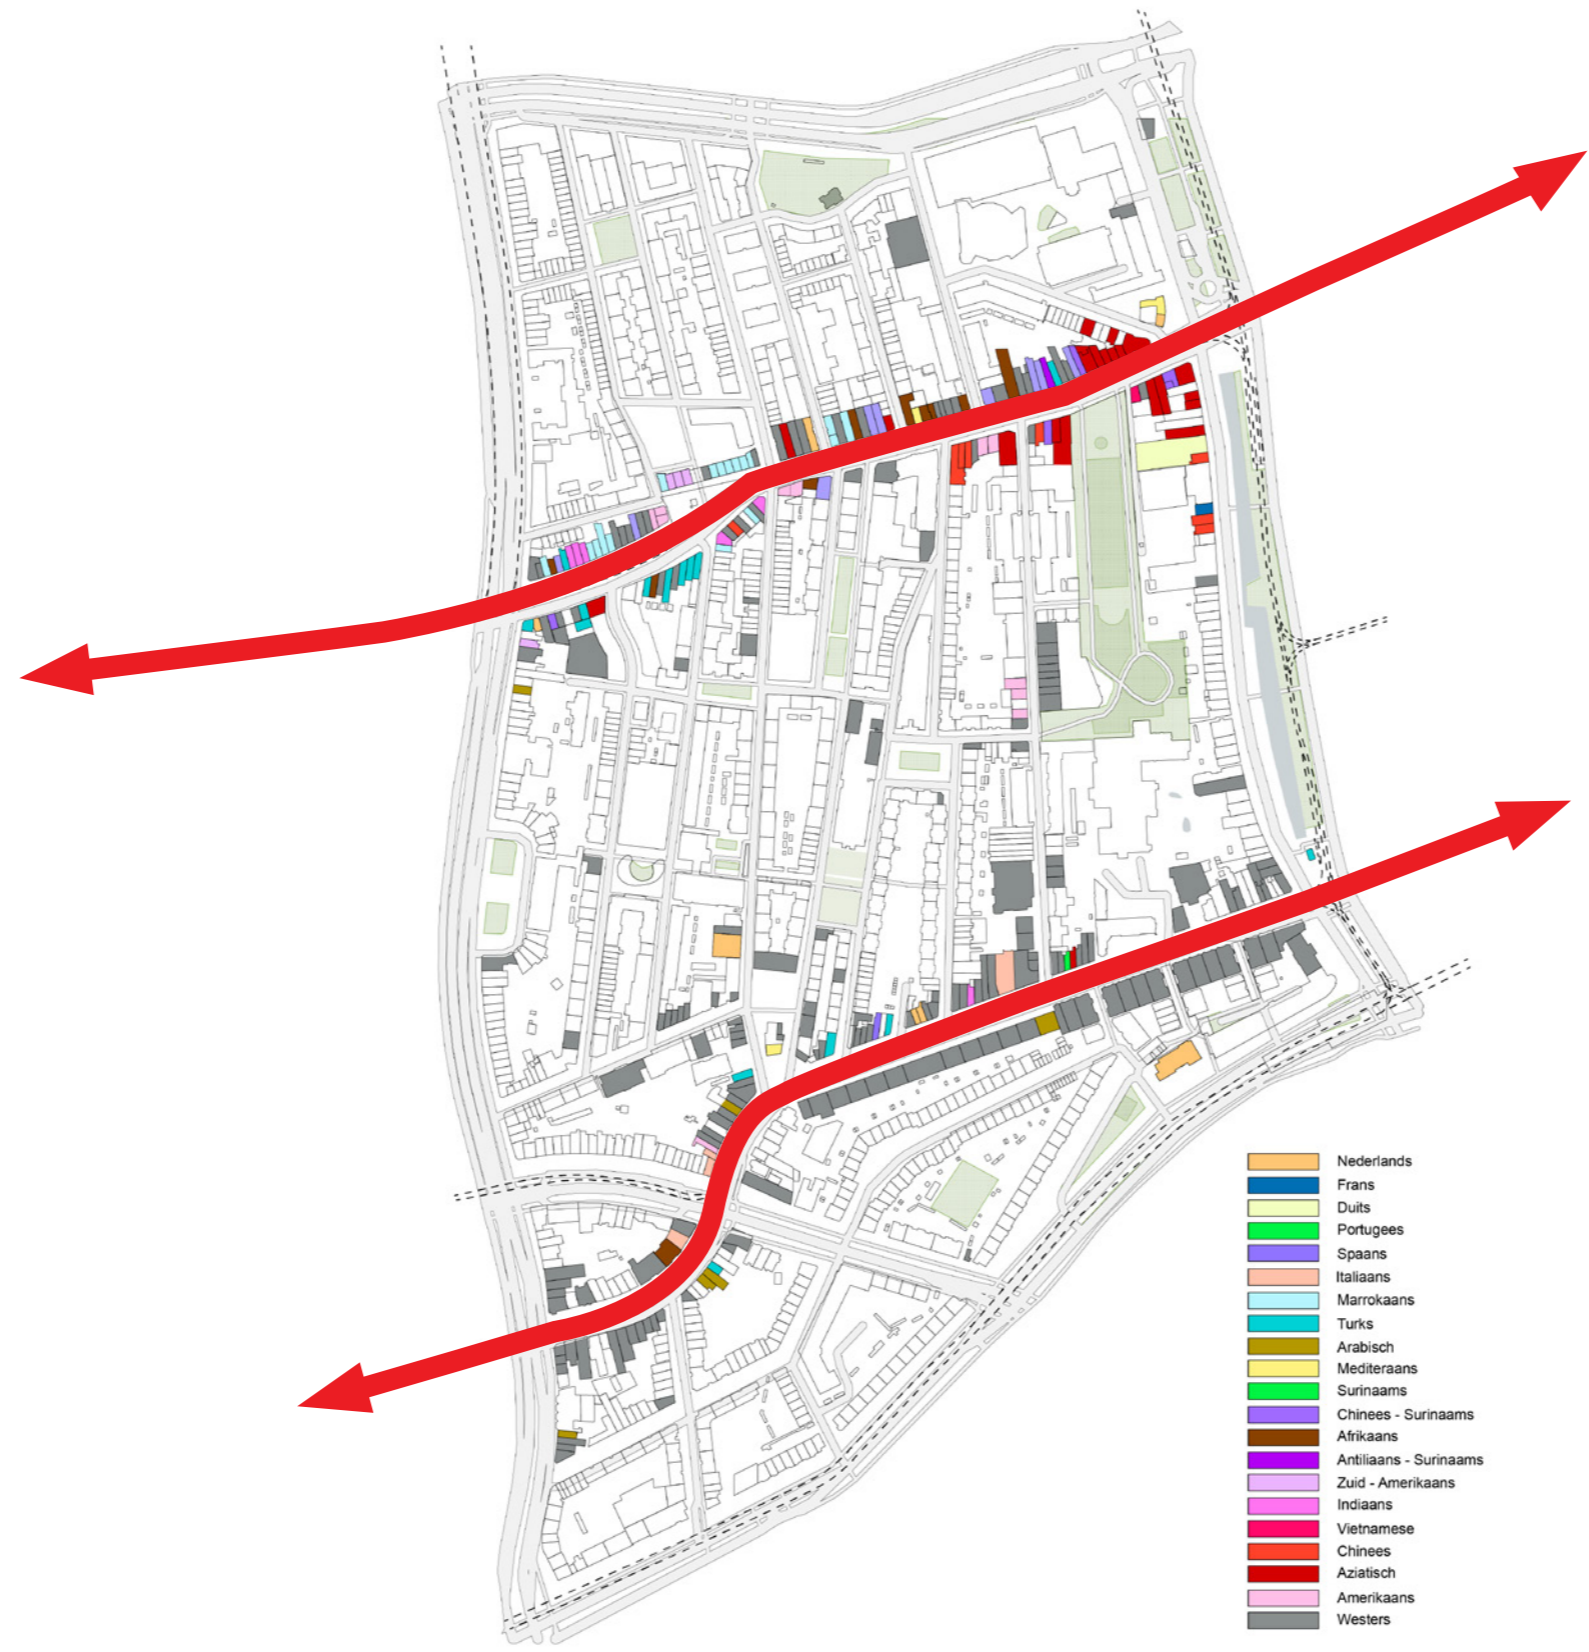 Nederlands
Frans
Duits
Portugees
Spaans
Italiaans
Marrokaans
Turks
Arabisch
Mediteraans
Surinaams
Chinees - Surinaams
Afrikaans
Antiliaans - Surinaams
Zuid - Amerikaans
Indiaans
Vietnamese
Chinees
Aziatisch
Amerikaans
Westers